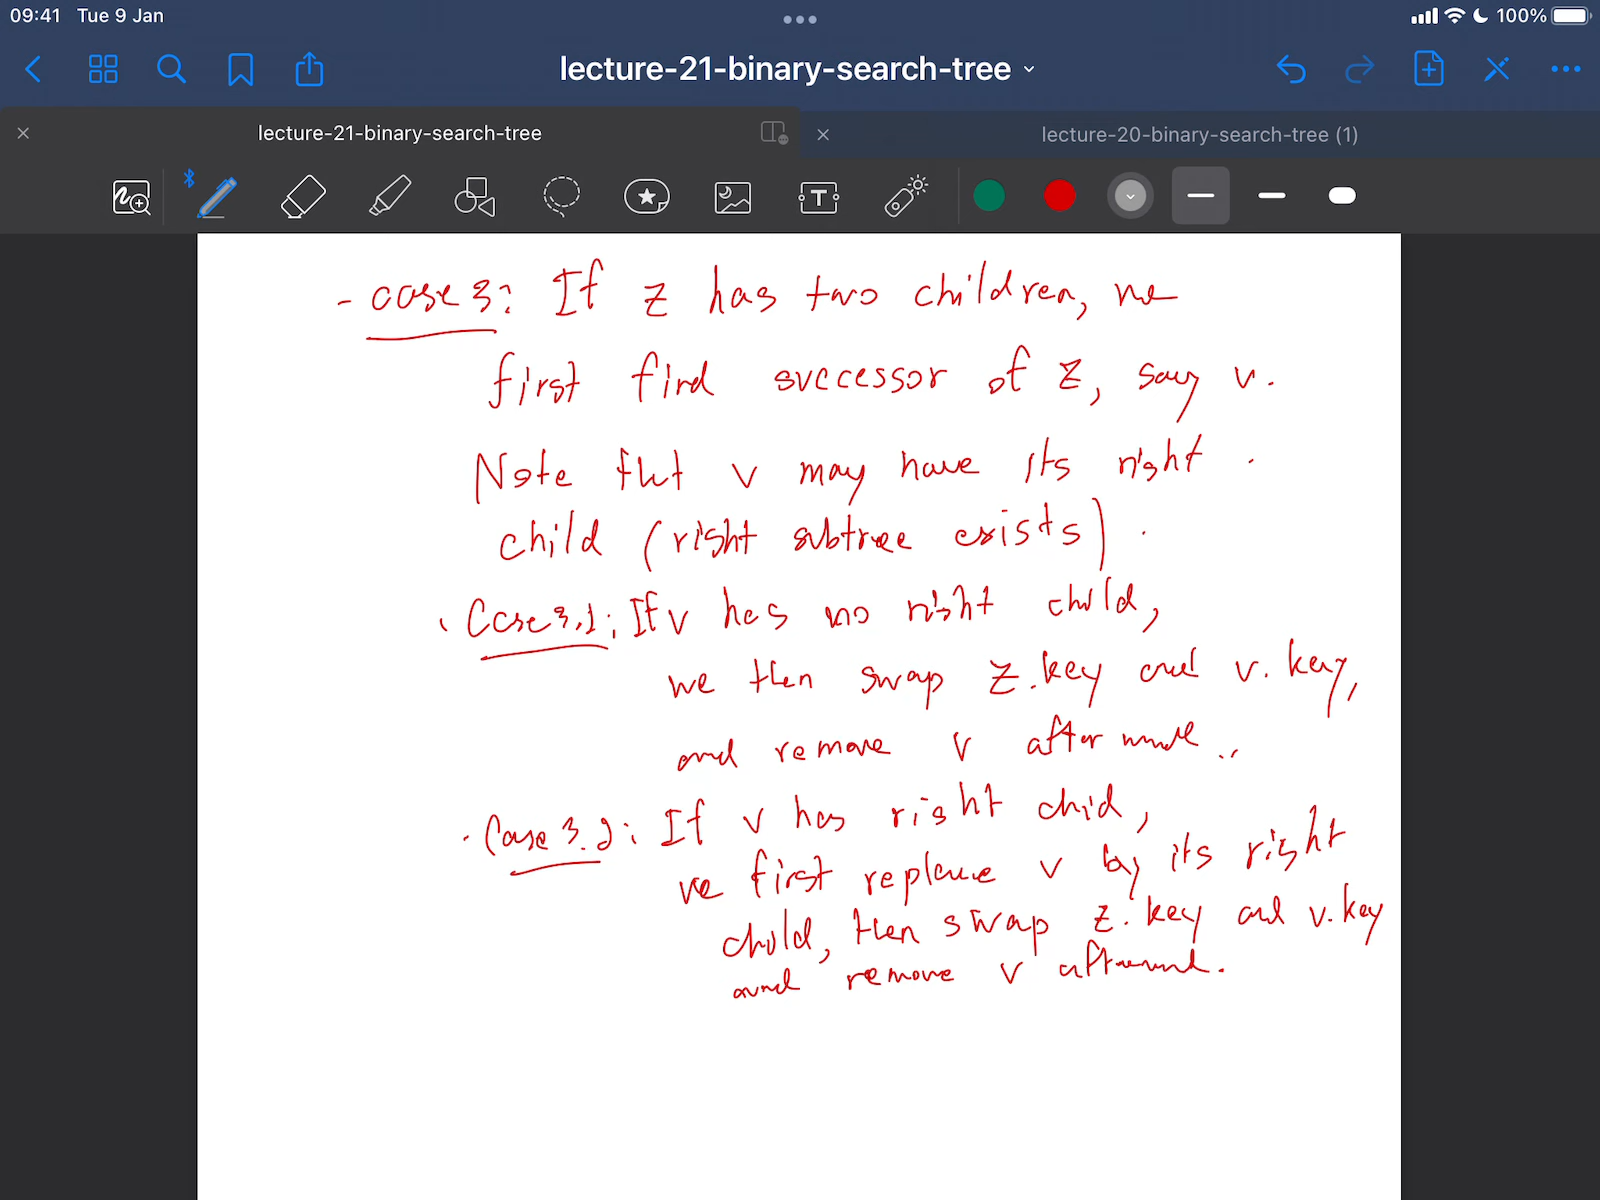 09:41 Tue 9 Jan
100%
lecture-21-binary-search-tree
lecture-21-binary-search-tree
lecture-20-binary-search-tree (1)
T
- case 3: If z has two children, we
first find successor of z, say v.
Note tht v may have its right
child (right subtree exists).
· Case 3.1: If v has no right child,
we then swap z.key and v.key,
and remove v afterward.
· Case 3.2: If v has right chid,
we first replace v by its right
child, then swap z.key and v.key
and remove v afterward.